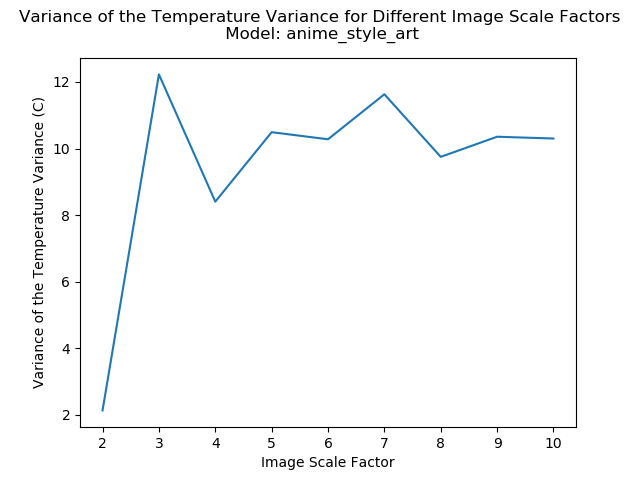 Variance of the Temperature Variance for Different Image Scale Factors
Model: anime_style_art
Variance of the Temperature Variance (C)
12
10
8
6
4
2
2 3 4 5 6 7 8 9 10
Image Scale Factor